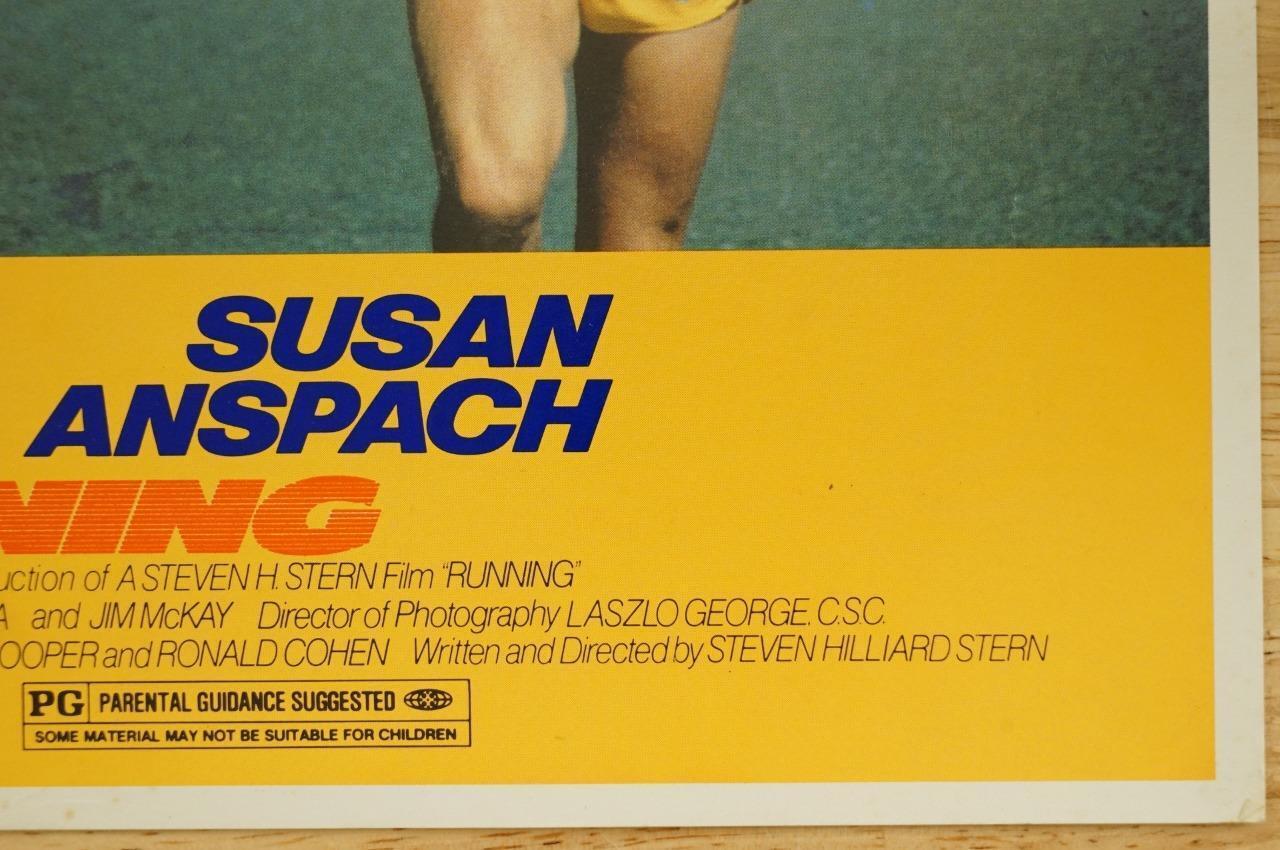 SUSAN
ANSPACH
NING
uction of A STEVEN H. STERN Film "RUNNING"
A and JIM McKAY Director of Photography LASZLO GEORGE, C.S.C.
OOPER and RONALD COHEN Written and Directed by STEVEN HILLIARD STERN
PG PARENTAL GUIDANCE SUGGESTED
SOME MATERIAL MAY NOT BE SUITABLE FOR CHILDREN